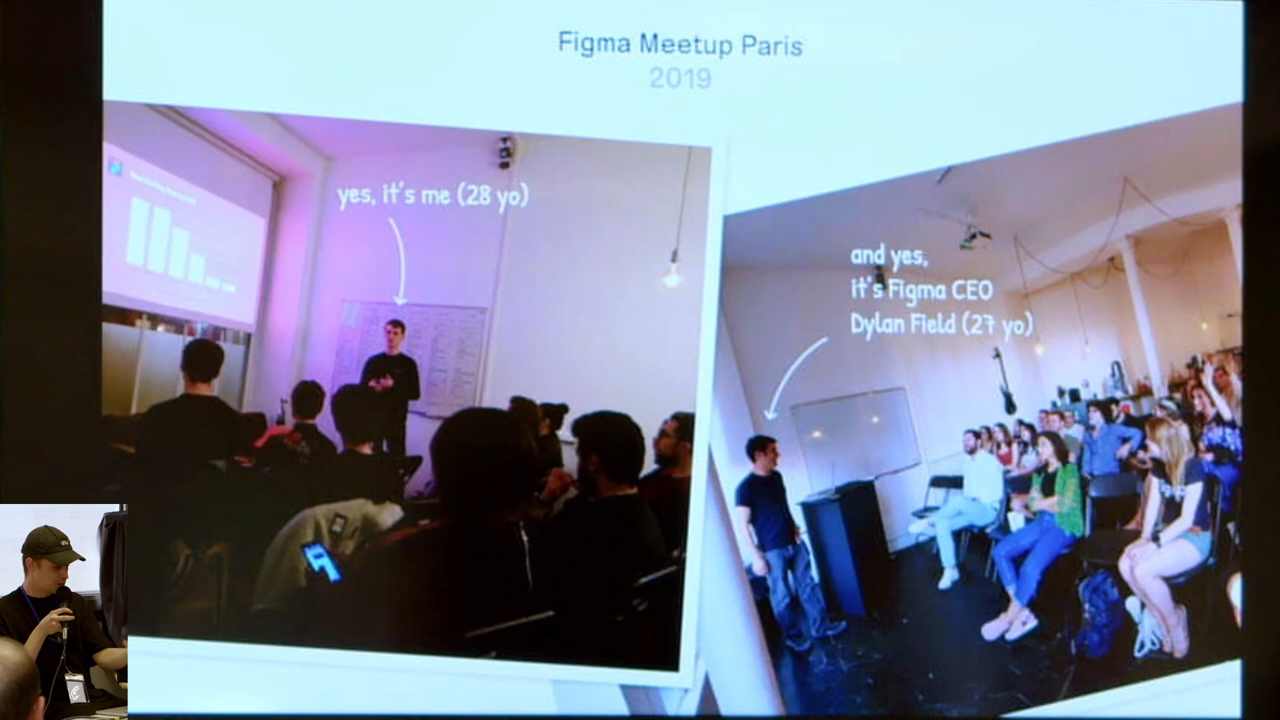 Figma Meetup Paris
2019
yes, it's me (28 yo)
and yes,
it's Figma CEO
Dylan Field (27 yo)